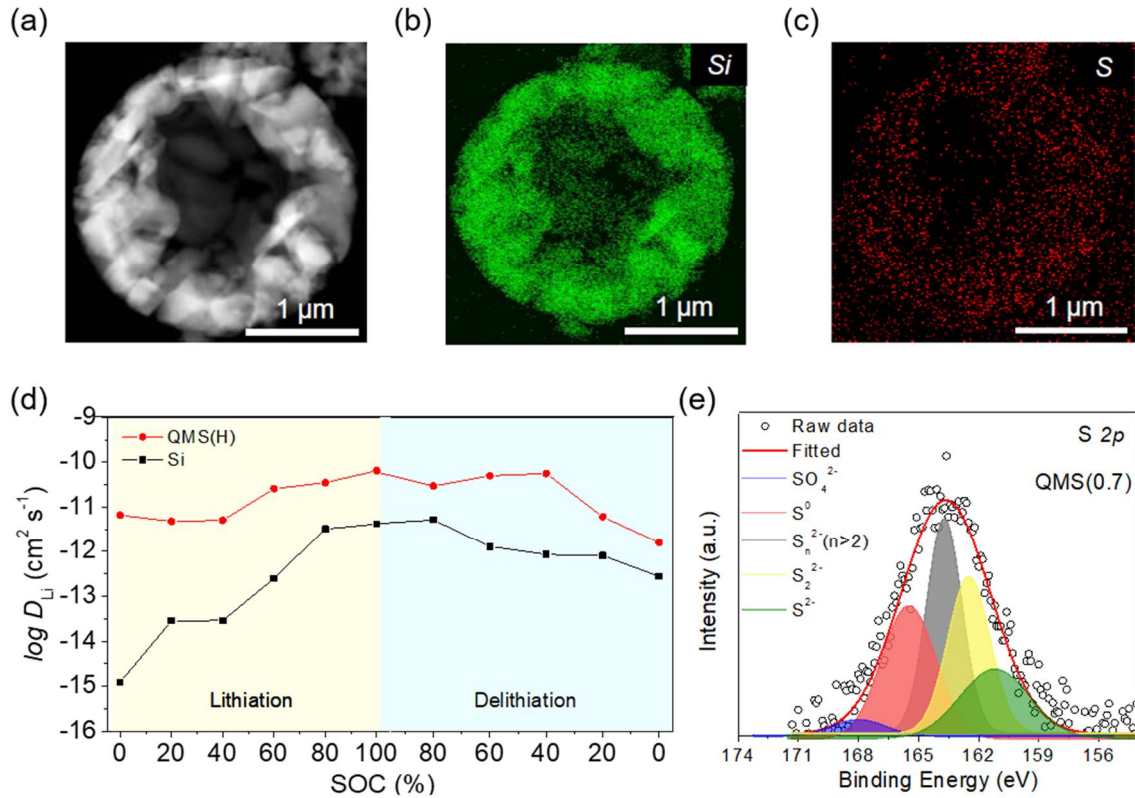 (a)
1 μm
(b)
Si
1 μm
(c)
S
1 μm
(d)
log D_Li (cm² s⁻¹)
-9
-10
-11
-12
-13
-14
-15
-16
QMS(H)
Si
Lithiation
Delithiation
0 20 40 60 80 100 80 60 40 20 0
SOC (%)
(e)
Intensity (a.u.)
Raw data
Fitted
SO₄²⁻
S⁰
Sₙ²⁻(n>2)
S₂²⁻
S²⁻
S 2p
QMS(0.7)
174 171 168 165 162 159 156
Binding Energy (eV)